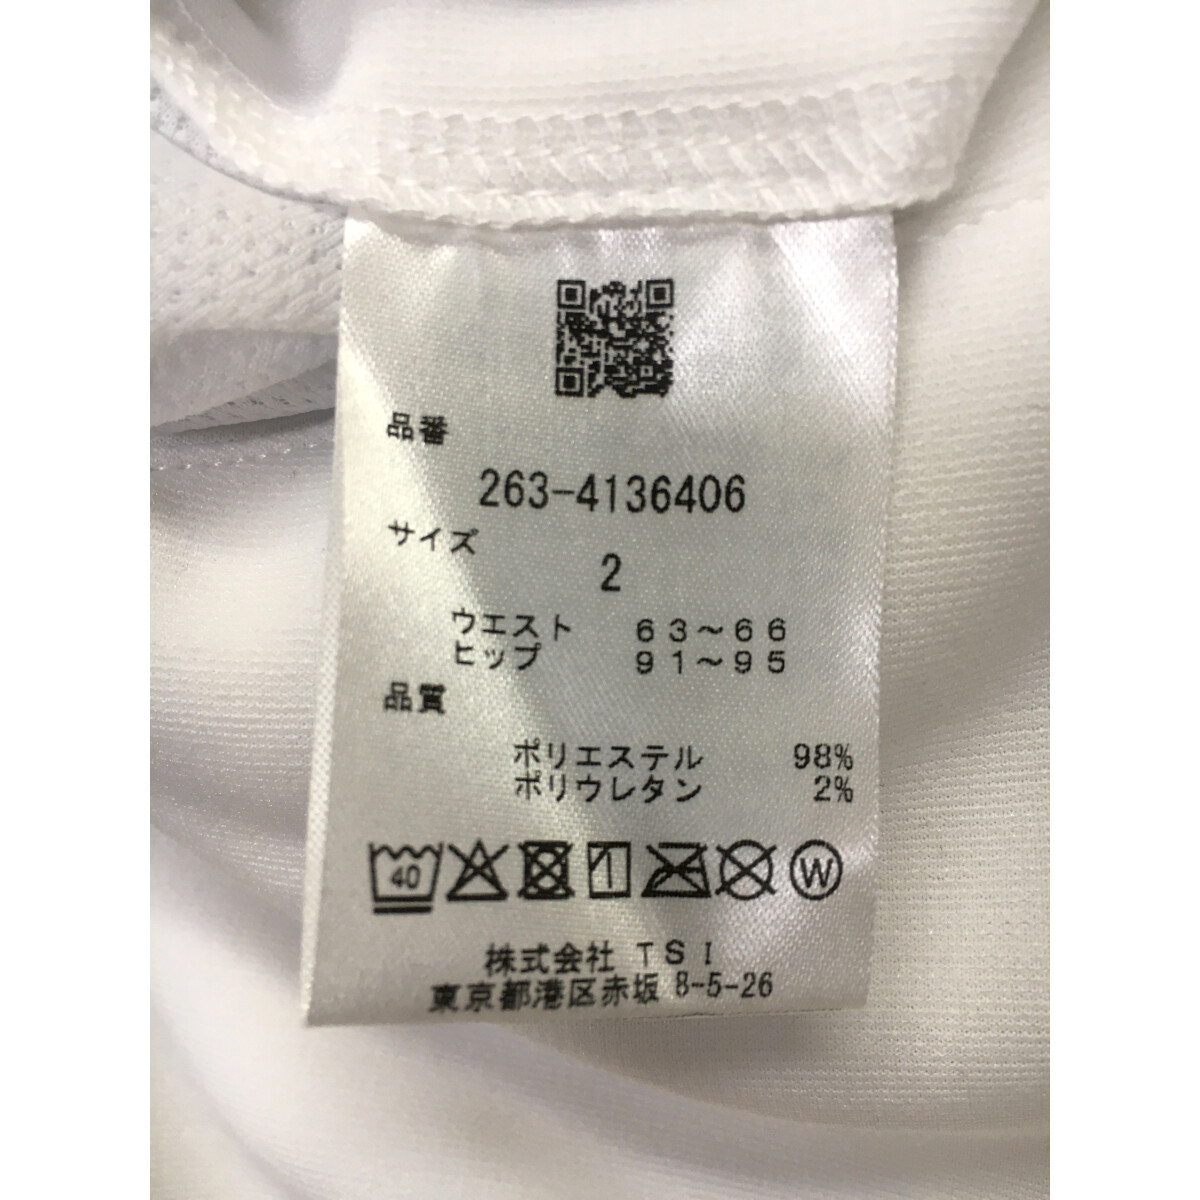 品番
263-4136406
サイズ
2
ウエスト 63～66
ヒップ 91～95
品質
ポリエステル 98%
ポリウレタン 2%
40 W
株式会社 TSI
東京都港区赤坂 8-5-26